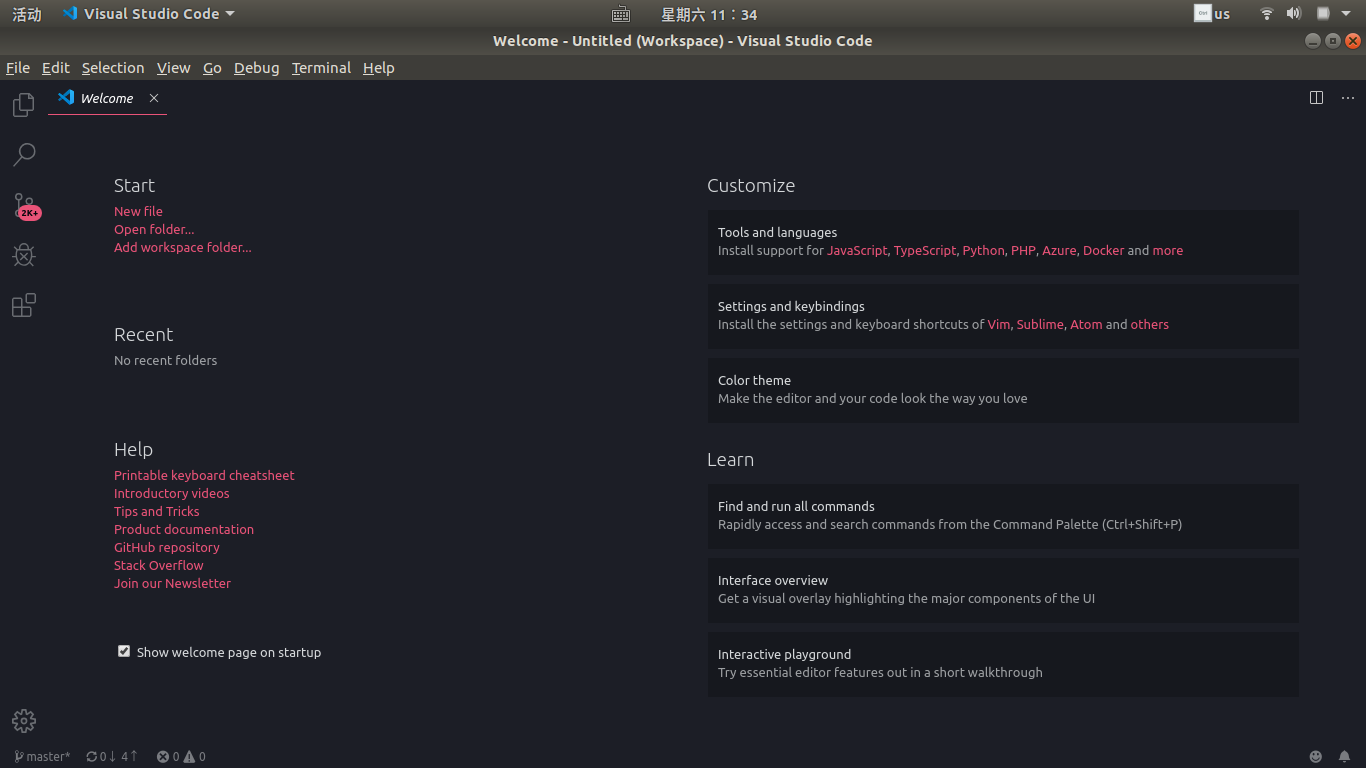 活动 Visual Studio Code 星期六 11：34 us
Welcome - Untitled (Workspace) - Visual Studio Code
File Edit Selection View Go Debug Terminal Help
Welcome
2K+
Start
New file
Open folder...
Add workspace folder...
Recent
No recent folders
Help
Printable keyboard cheatsheet
Introductory videos
Tips and Tricks
Product documentation
GitHub repository
Stack Overflow
Join our Newsletter
Show welcome page on startup
Customize
Tools and languages
Install support for JavaScript, TypeScript, Python, PHP, Azure, Docker and more
Settings and keybindings
Install the settings and keyboard shortcuts of Vim, Sublime, Atom and others
Color theme
Make the editor and your code look the way you love
Learn
Find and run all commands
Rapidly access and search commands from the Command Palette (Ctrl+Shift+P)
Interface overview
Get a visual overlay highlighting the major components of the UI
Interactive playground
Try essential editor features out in a short walkthrough
master* 0↓ 4↑ 0 0